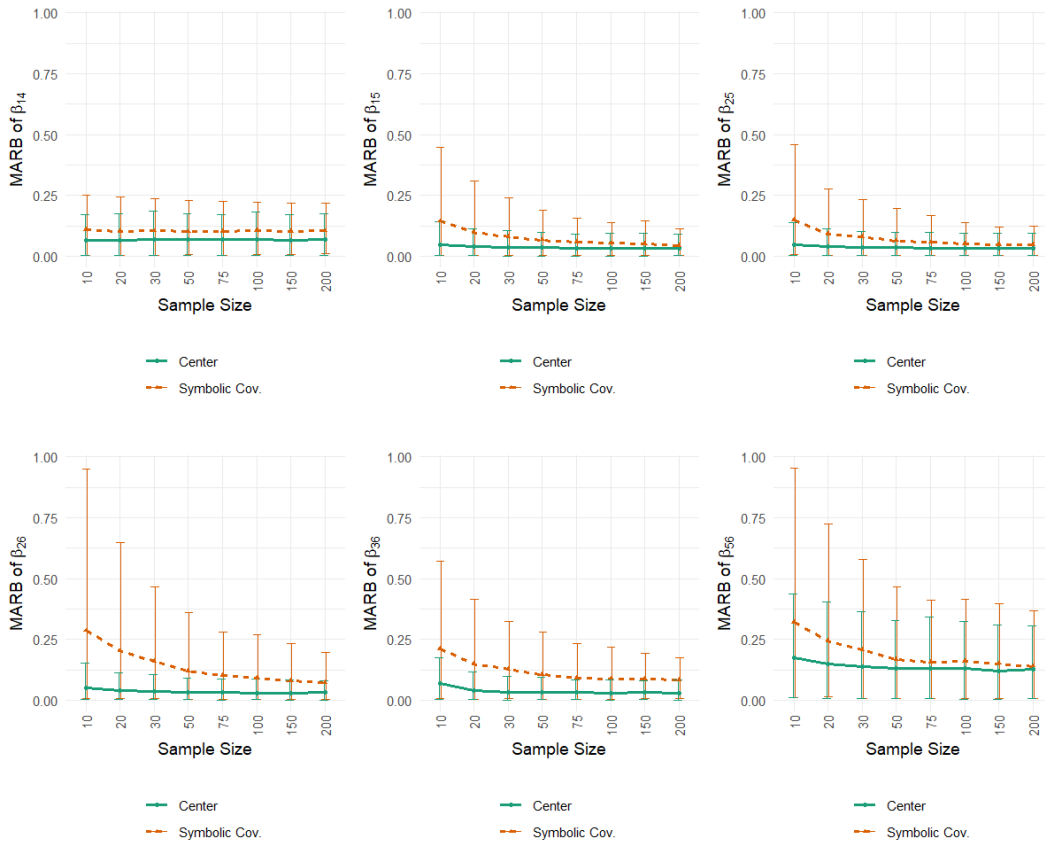 1.00
0.75
0.50
0.25
0.00
MARB of β14
10 20 30 50 75 100 150 200
Sample Size
Center
Symbolic Cov.
1.00
0.75
0.50
0.25
0.00
MARB of β15
10 20 30 50 75 100 150 200
Sample Size
Center
Symbolic Cov.
1.00
0.75
0.50
0.25
0.00
MARB of β25
10 20 30 50 75 100 150 200
Sample Size
Center
Symbolic Cov.
1.00
0.75
0.50
0.25
0.00
MARB of β26
10 20 30 50 75 100 150 200
Sample Size
Center
Symbolic Cov.
1.00
0.75
0.50
0.25
0.00
MARB of β36
10 20 30 50 75 100 150 200
Sample Size
Center
Symbolic Cov.
1.00
0.75
0.50
0.25
0.00
MARB of β56
10 20 30 50 75 100 150 200
Sample Size
Center
Symbolic Cov.